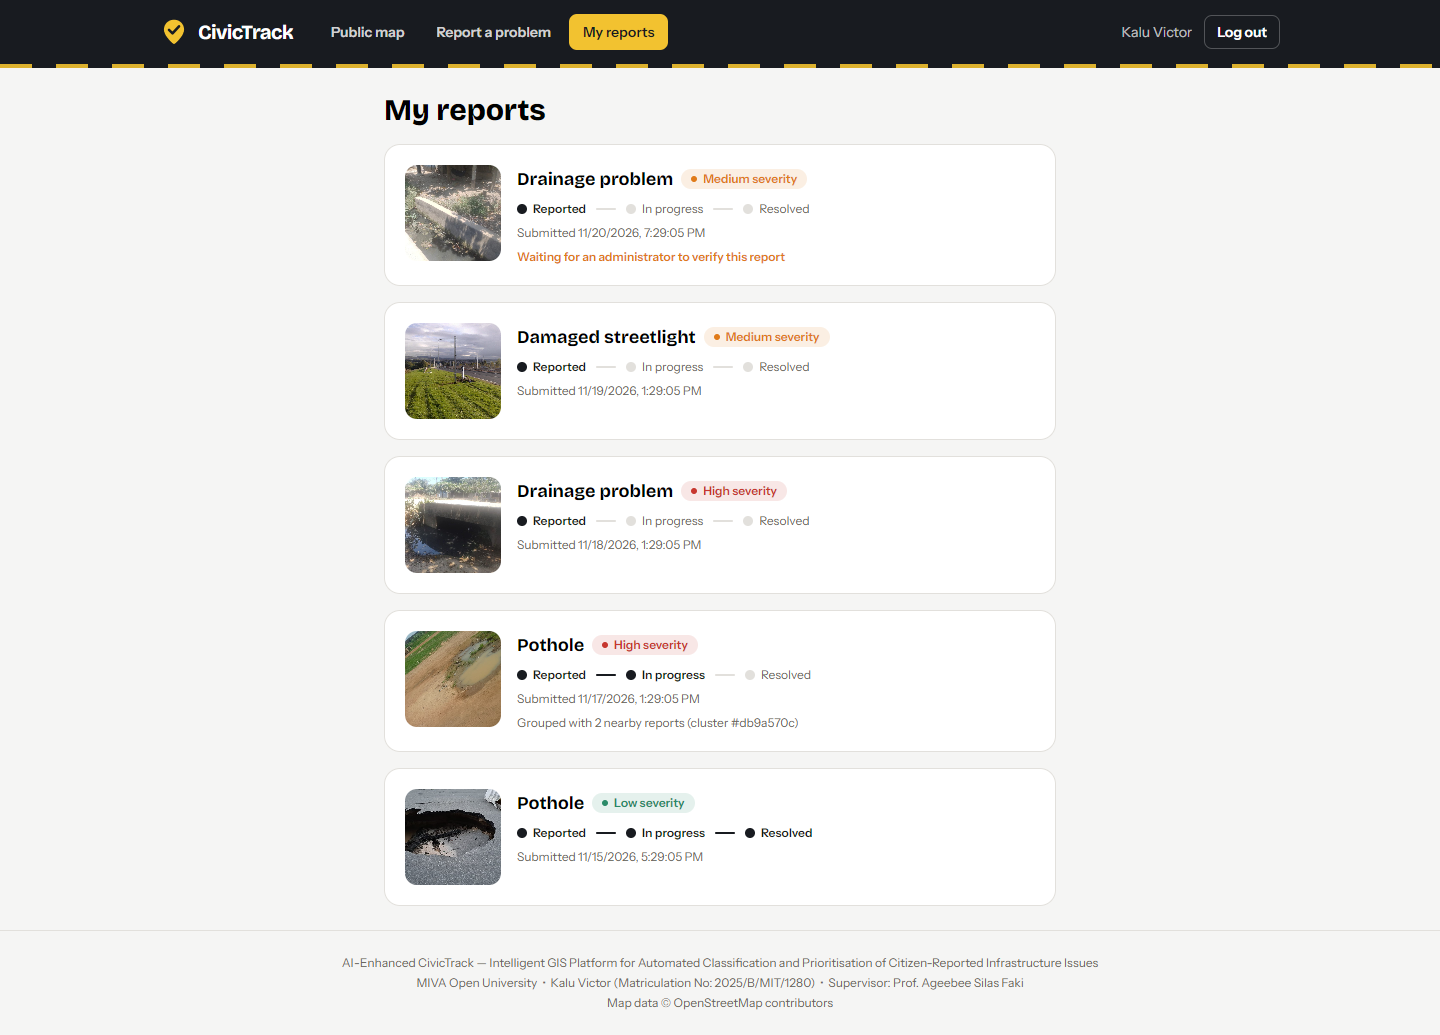 CivicTrack
Public map
Report a problem
My reports
Kalu Victor
Log out
My reports
Drainage problem
Medium severity
Reported
In progress
Resolved
Submitted 11/20/2026, 7:29:05 PM
Waiting for an administrator to verify this report
Damaged streetlight
Medium severity
Reported
In progress
Resolved
Submitted 11/19/2026, 1:29:05 PM
Drainage problem
High severity
Reported
In progress
Resolved
Submitted 11/18/2026, 1:29:05 PM
Pothole
High severity
Reported
In progress
Resolved
Submitted 11/17/2026, 1:29:05 PM
Grouped with 2 nearby reports (cluster #db9a570c)
Pothole
Low severity
Reported
In progress
Resolved
Submitted 11/15/2026, 5:29:05 PM
AI-Enhanced CivicTrack — Intelligent GIS Platform for Automated Classification and Prioritisation of Citizen-Reported Infrastructure Issues
MIVA Open University · Kalu Victor (Matriculation No: 2025/B/MIT/1280) · Supervisor: Prof. Ageebee Silas Faki
Map data © OpenStreetMap contributors